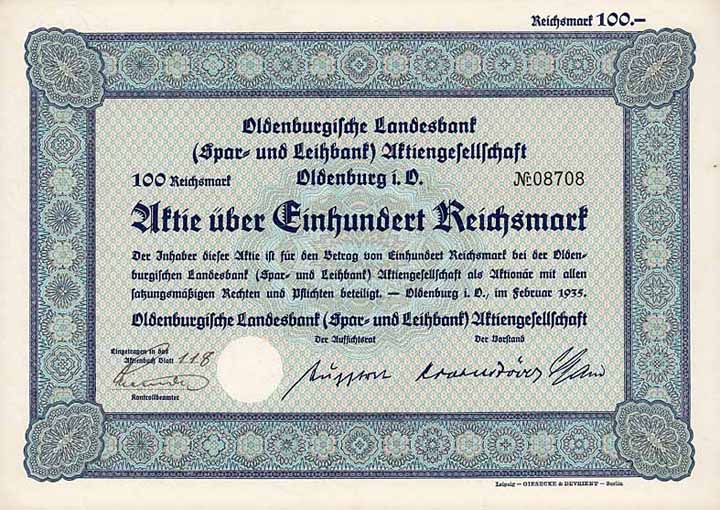 Reichsmark 100.–
Oldenburgische Landesbank
(Spar- und Leihbank) Aktiengesellschaft
100 Reichsmark Oldenburg i. O. № 08708
Aktie über Einhundert Reichsmark
Der Inhaber dieser Aktie ist für den Betrag von Einhundert Reichsmark bei der Olden-
burgischen Landesbank (Spar- und Leihbank) Aktiengesellschaft als Aktionär mit allen
satzungsmäßigen Rechten und Pflichten beteiligt. — Oldenburg i. O., im Februar 1935.
Oldenburgische Landesbank (Spar- und Leihbank) Aktiengesellschaft
Der Aufsichtsrat Der Vorstand
Eingetragen in das
Aktienbuch Blatt 118
Kontrollbeamter
Leipzig — GIESECKE & DEVRIENT — Berlin